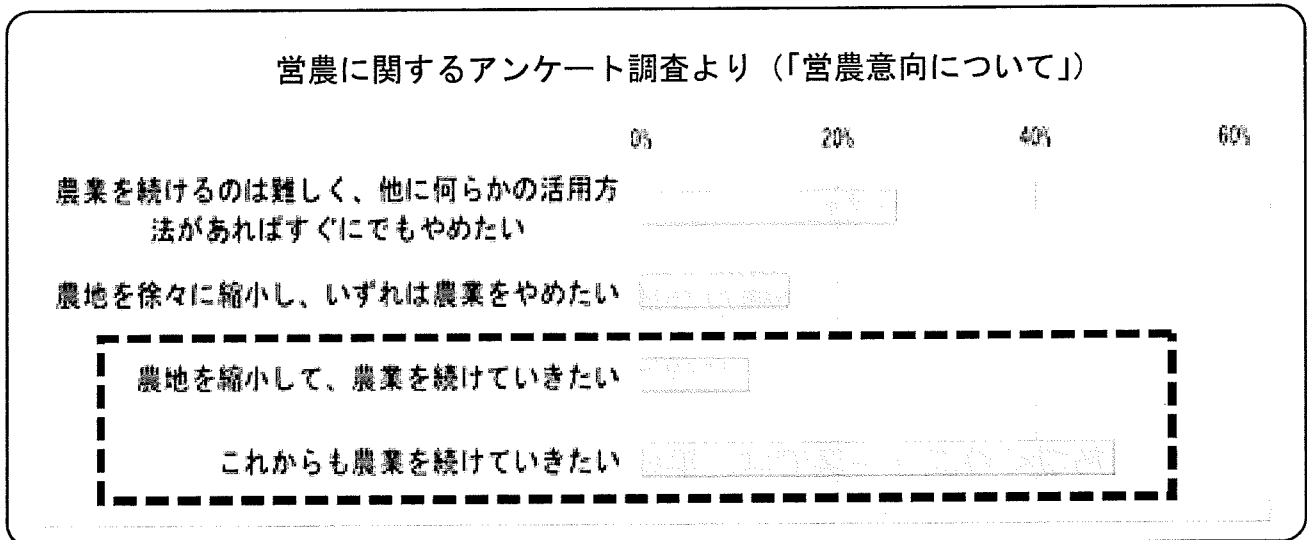 営農に関するアンケート調査より（「営農意向について」）
0% 20% 40% 60%
農業を続けるのは難しく、他に何らかの活用方
法があればすぐにでもやめたい
農地を徐々に縮小し、いずれは農業をやめたい
農地を縮小して、農業を続けていきたい
これからも農業を続けていきたい